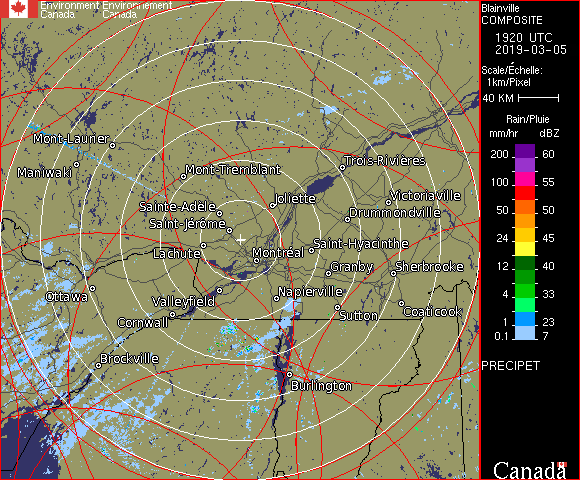 Environment Environnement
Canada Canada
Blainville
COMPOSITE
1920 UTC
2019-03-05
Scale/Échelle:
1km/Pixel
40 KM
Rain/Pluie
mm/hr dBZ
200 60
100 55
50 50
24 45
12 40
4 33
1 23
0.1 7
PRECIPET
Canada
Mont-Laurier
Maniwaki
Mont-Tremblant
Trois-Rivières
Joliette
Victoriaville
Sainte-Adele
Drummondville
Saint-Jérôme
Lachute
Saint-Hyacinthe
Montréal
Granby
Sherbrooke
Ottawa
Valleyfield
Napierville
Cornwall
Sutton
Coaticook
Brockville
Burlington